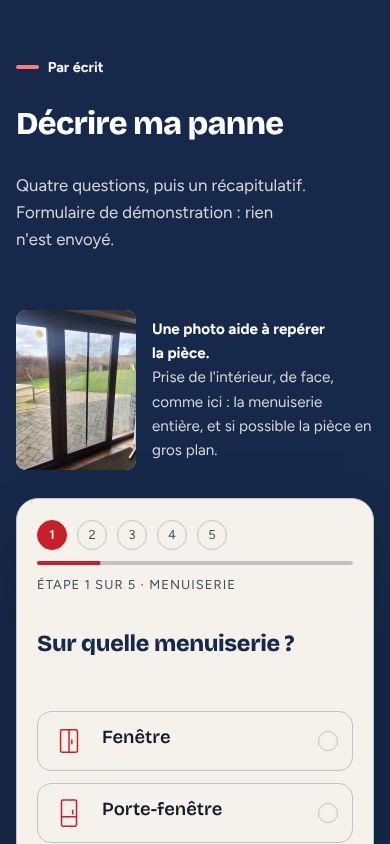 Par écrit
Décrire ma panne
Quatre questions, puis un récapitulatif.
Formulaire de démonstration : rien
n'est envoyé.
Une photo aide à repérer
la pièce.
Prise de l'intérieur, de face,
comme ici : la menuiserie
entière, et si possible la pièce en
gros plan.
1 2 3 4 5
ÉTAPE 1 SUR 5 · MENUISERIE
Sur quelle menuiserie ?
Fenêtre
Porte-fenêtre